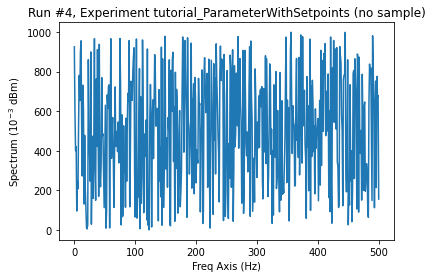 Run #4, Experiment tutorial_ParameterWithSetpoints (no sample)
1000
800
600
400
200
0
Spectrum (10⁻³ dBm)
0 100 200 300 400 500
Freq Axis (Hz)